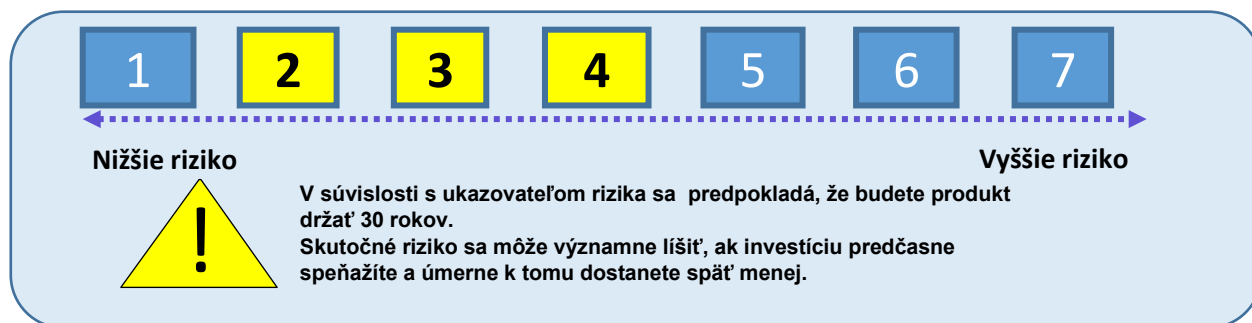 1 2 3 4 5 6 7
Nižšie riziko Vyššie riziko
!
V súvislosti s ukazovateľom rizika sa predpokladá, že budete produkt
držať 30 rokov.
Skutočné riziko sa môže významne líšiť, ak investíciu predčasne
speňažíte a úmerne k tomu dostanete späť menej.